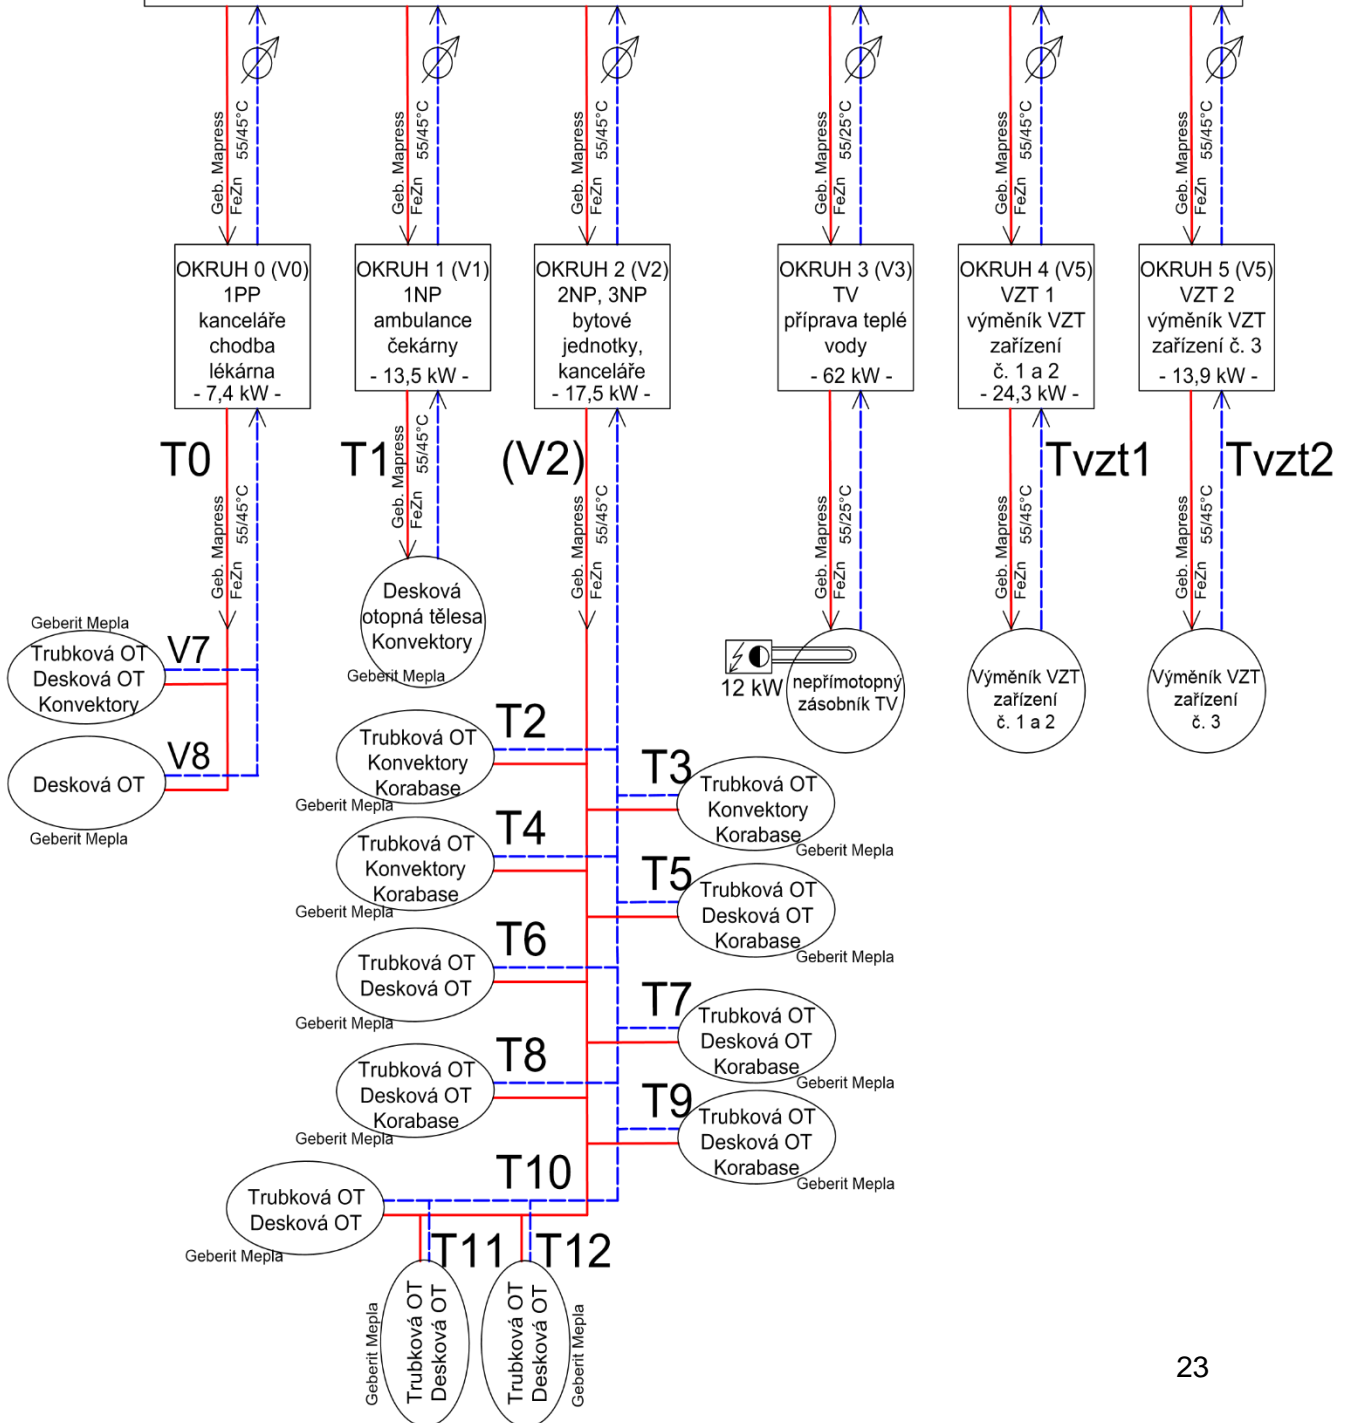 Geb. Mapress
FeZn
55/45°C
Geb. Mapress
FeZn
55/45°C
Geb. Mapress
FeZn
55/45°C
Geb. Mapress
FeZn
55/25°C
Geb. Mapress
FeZn
55/45°C
Geb. Mapress
FeZn
55/45°C
OKRUH 0 (V0)
1PP
kanceláře
chodba
lékárna
- 7,4 kW -
OKRUH 1 (V1)
1NP
ambulance
čekárny
- 13,5 kW -
OKRUH 2 (V2)
2NP, 3NP
bytové
jednotky,
kanceláře
- 17,5 kW -
OKRUH 3 (V3)
TV
příprava teplé
vody
- 62 kW -
OKRUH 4 (V5)
VZT 1
výměník VZT
zařízení
č. 1 a 2
- 24,3 kW -
OKRUH 5 (V5)
VZT 2
výměník VZT
zařízení č. 3
- 13,9 kW -
T0
T1
(V2)
Tvzt1
Tvzt2
Geb. Mapress
FeZn
55/45°C
Geb. Mapress
FeZn
55/45°C
Geb. Mapress
FeZn
55/45°C
Geb. Mapress
FeZn
55/25°C
Geb. Mapress
FeZn
55/45°C
Geb. Mapress
FeZn
55/45°C
Geberit Mepla
Trubková OT
Desková OT
Konvektory
V7
Desková OT
V8
Geberit Mepla
Desková
otopná tělesa
Konvektory
Geberit Mepla
12 kW
nepřímotopný
zásobník TV
Výměník VZT
zařízení
č. 1 a 2
Výměník VZT
zařízení
č. 3
T2
Trubková OT
Konvektory
Korabase
Geberit Mepla
T3
Trubková OT
Konvektory
Korabase
Geberit Mepla
T4
Trubková OT
Konvektory
Korabase
Geberit Mepla
T5
Trubková OT
Desková OT
Korabase
Geberit Mepla
T6
Trubková OT
Desková OT
Geberit Mepla
T7
Trubková OT
Desková OT
Korabase
Geberit Mepla
T8
Trubková OT
Desková OT
Korabase
Geberit Mepla
T9
Trubková OT
Desková OT
Korabase
Geberit Mepla
T10
Trubková OT
Desková OT
Geberit Mepla
T11
Trubková OT
Desková OT
Geberit Mepla
T12
Trubková OT
Desková OT
Geberit Mepla
23